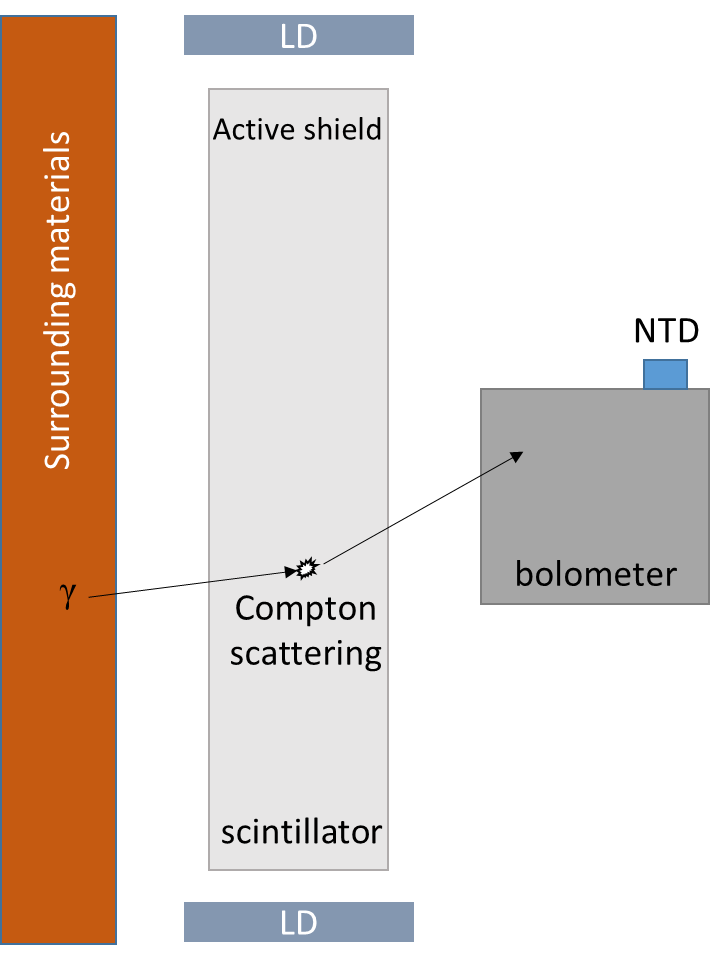 LD
Active shield
Surrounding materials
NTD
γ
bolometer
Compton
scattering
scintillator
LD